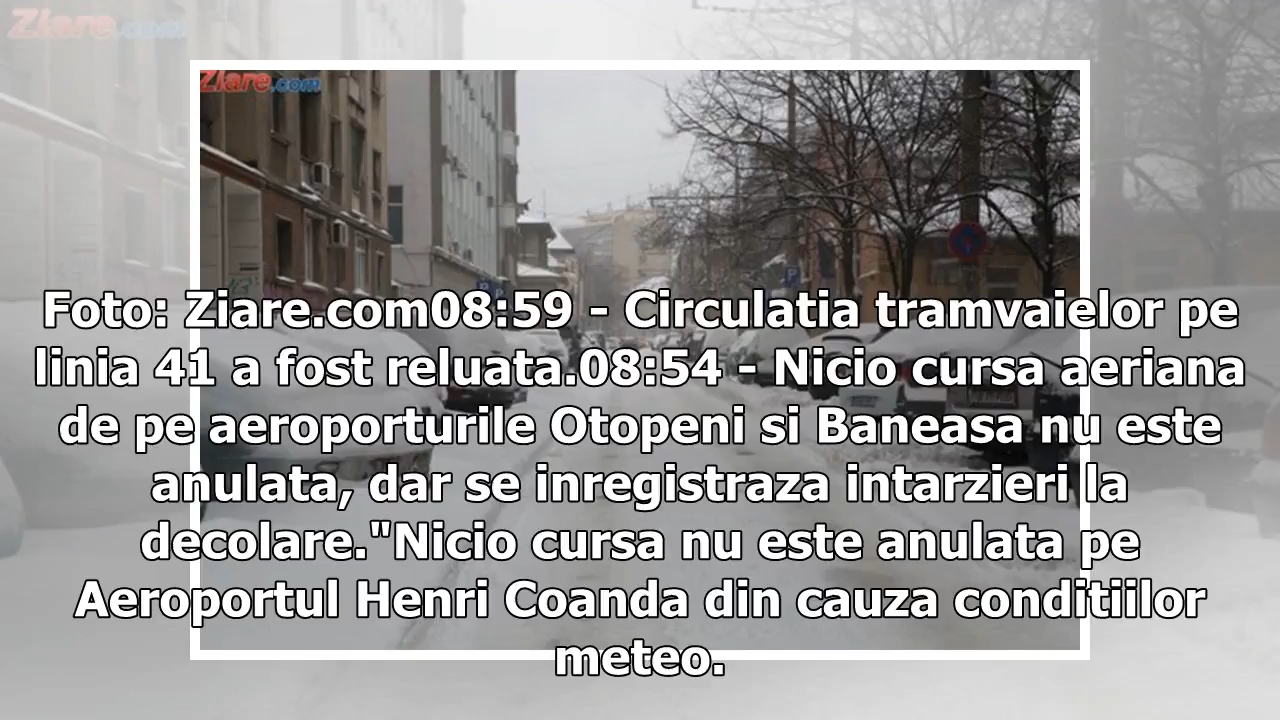 Ziare.com
Ziare.com
Foto: Ziare.com08:59 - Circulatia tramvaielor pe
linia 41 a fost reluata.08:54 - Nicio cursa aeriana
de pe aeroporturile Otopeni si Baneasa nu este
anulata, dar se inregistraza intarzieri la
decolare."Nicio cursa nu este anulata pe
Aeroportul Henri Coanda din cauza conditiilor
meteo.